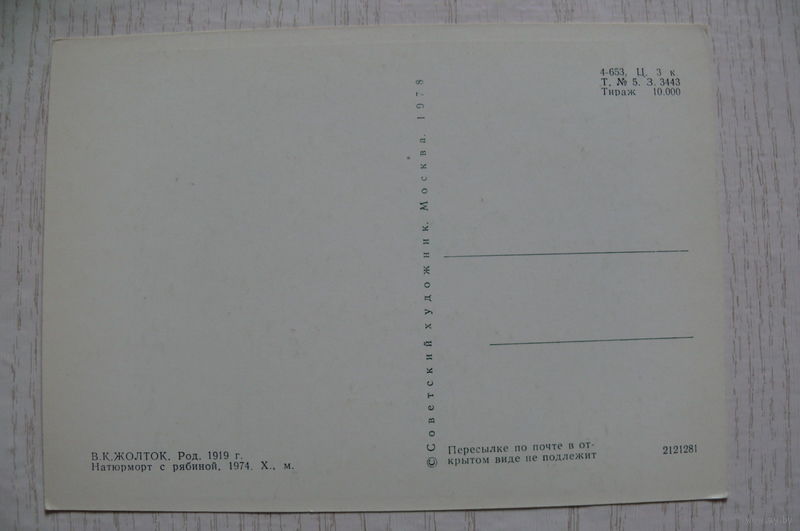 4-653. Ц. 3 к
Т. № 5. З. 3443
Тираж 10.000
© Советский художник. Москва. 1978
В.К.ЖОЛТОК. Род. 1919 г.
Натюрморт с рябиной. 1974. Х., м.
Пересылке по почте в от-
крытом виде не подлежит
2121281